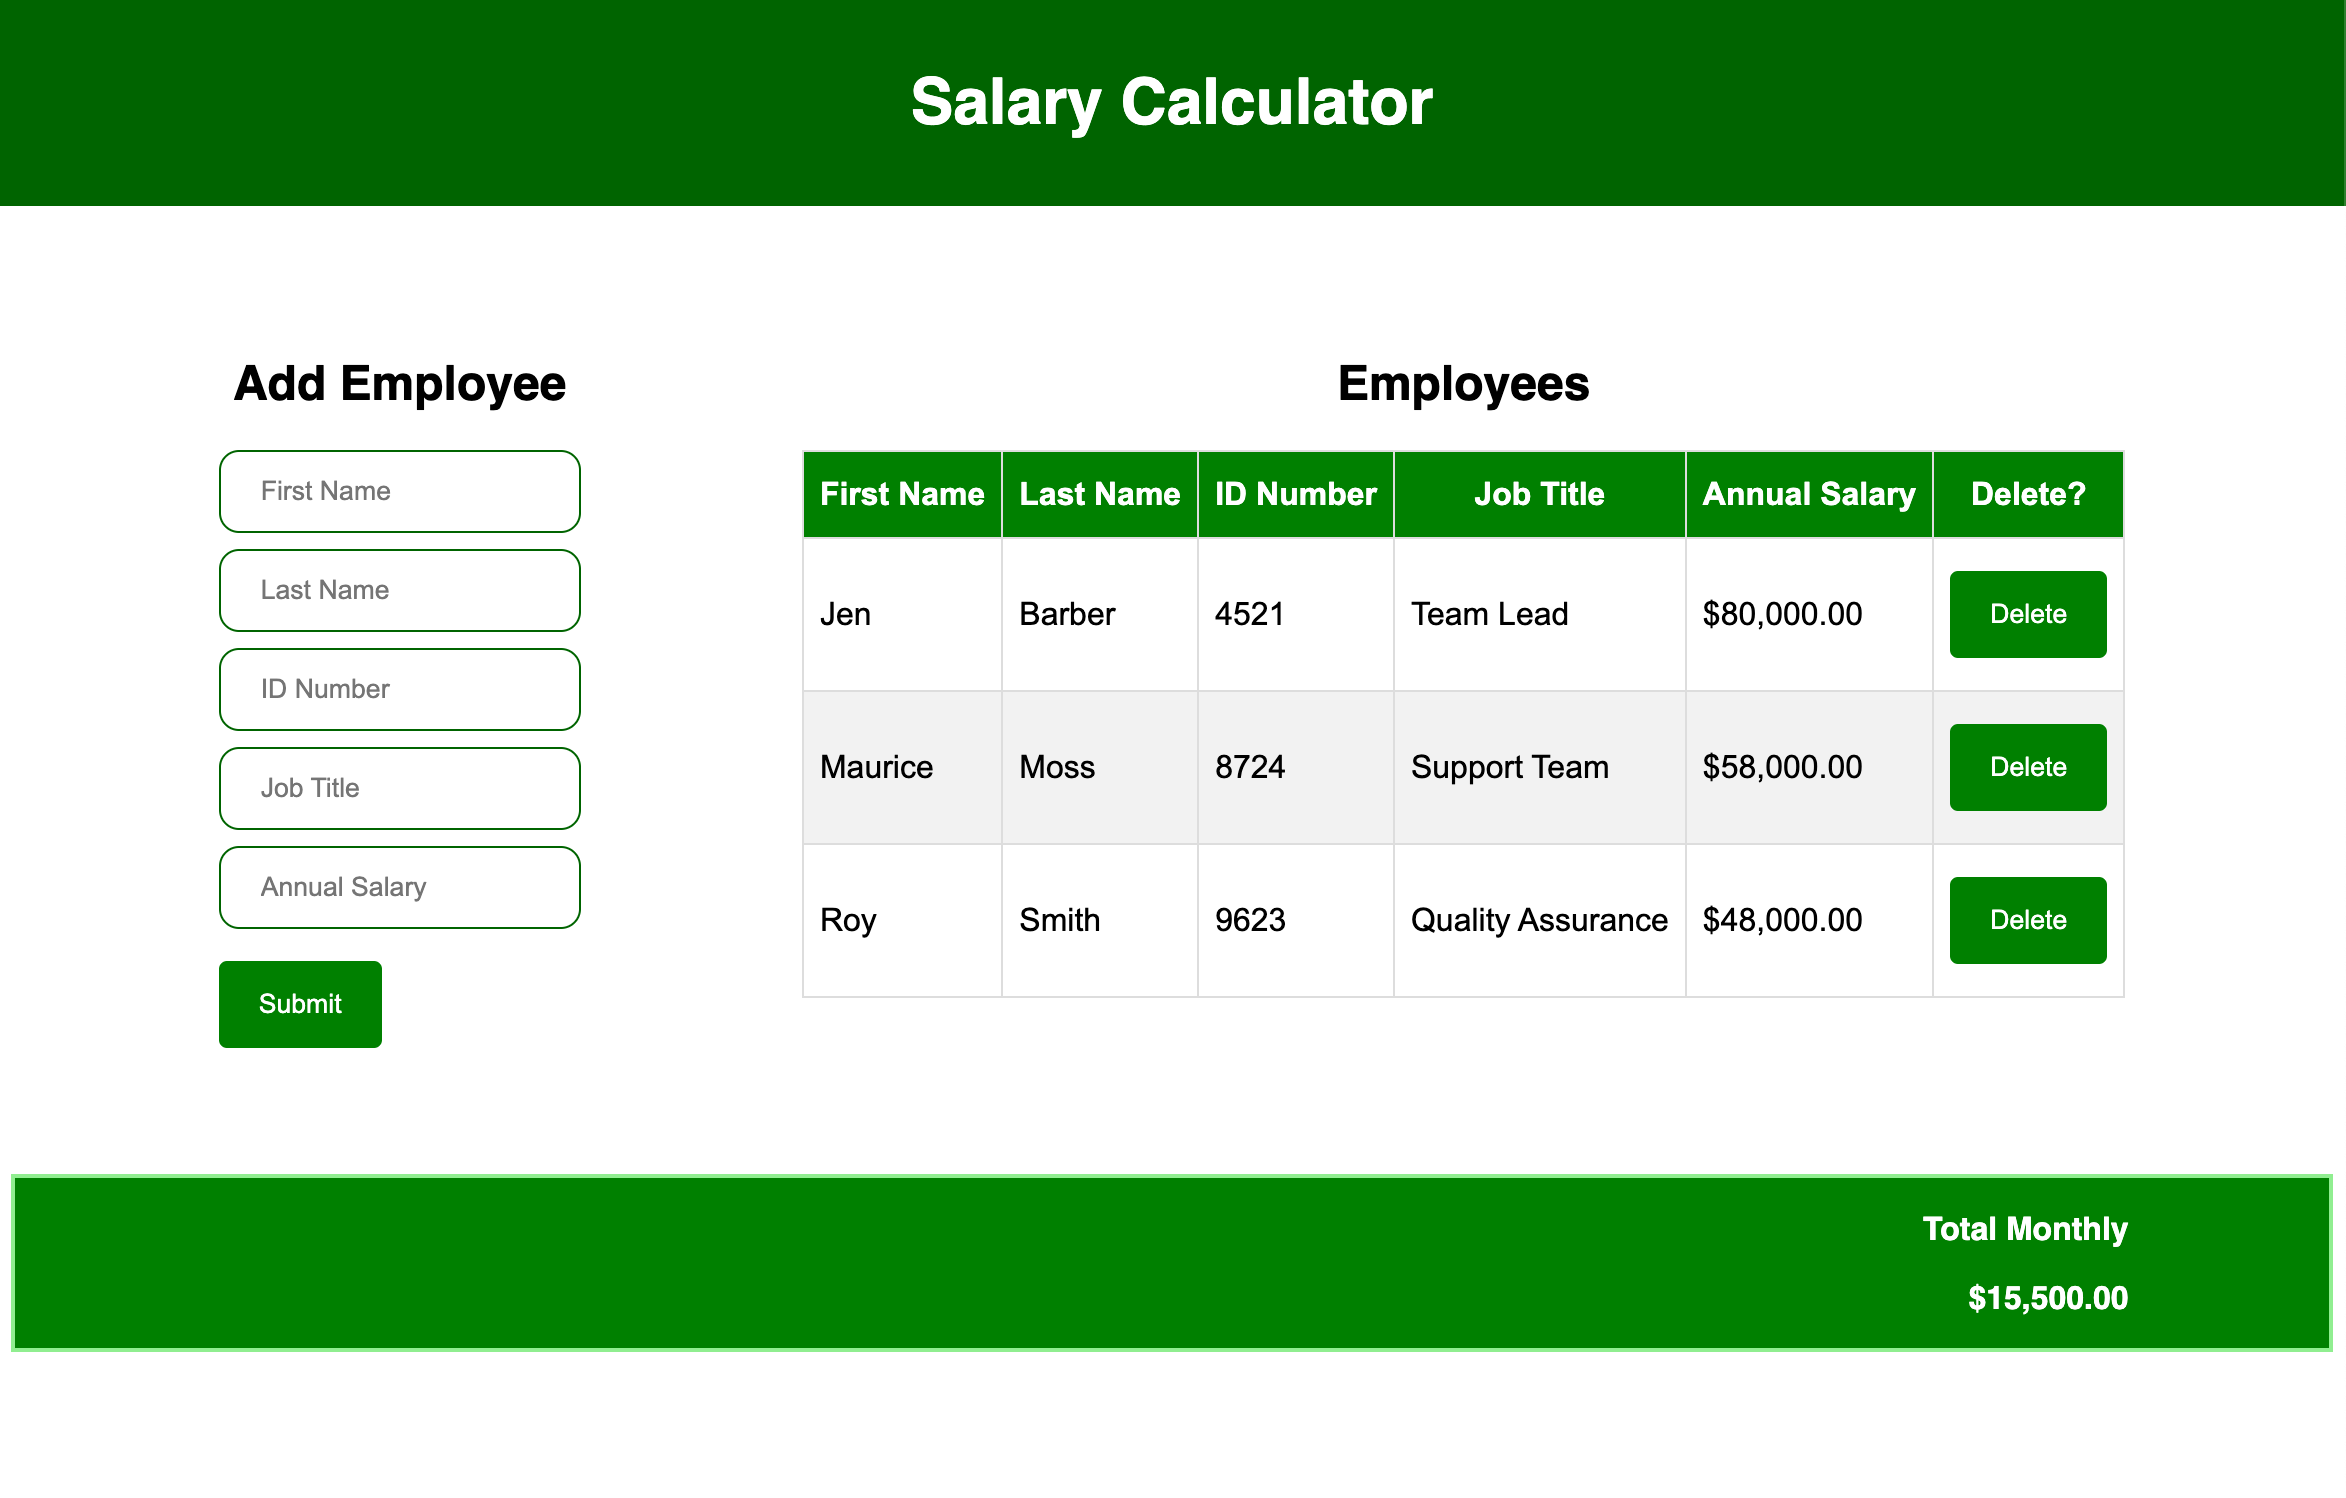 Salary Calculator
Add Employee
First Name
Last Name
ID Number
Job Title
Annual Salary
Submit
Employees
First Name Last Name ID Number Job Title Annual Salary Delete?
Jen Barber 4521 Team Lead $80,000.00 Delete
Maurice Moss 8724 Support Team $58,000.00 Delete
Roy Smith 9623 Quality Assurance $48,000.00 Delete
Total Monthly
$15,500.00